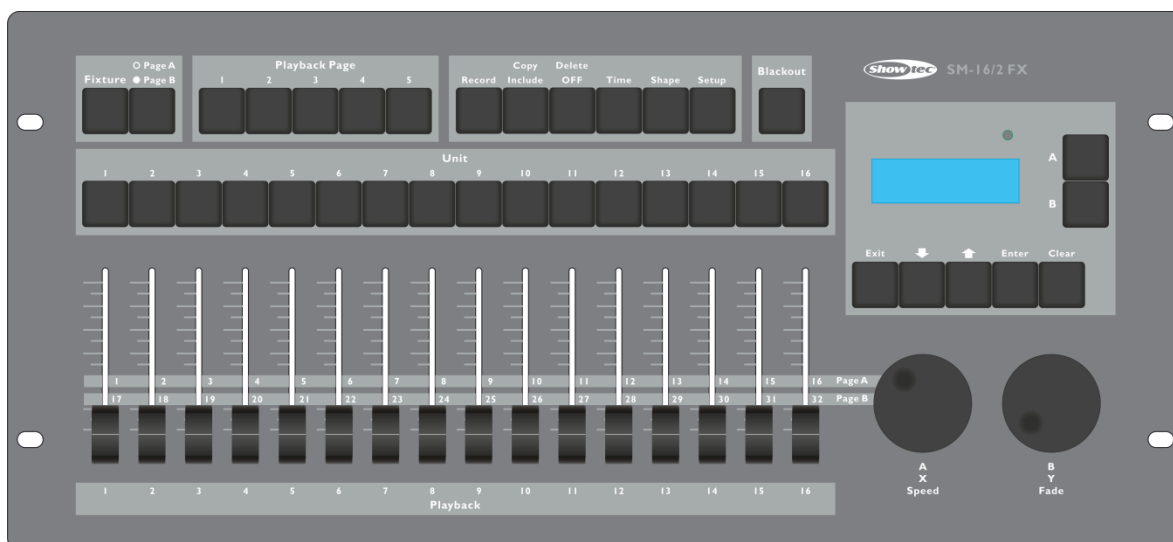 Page A
Fixture Page B
Playback Page
1 2 3 4 5
Copy Delete
Record Include OFF Time Shape Setup
Blackout
Showtec SM-16/2 FX
Unit
1 2 3 4 5 6 7 8 9 10 11 12 13 14 15 16
A
B
Exit Enter Clear
1 2 3 4 5 6 7 8 9 10 11 12 13 14 15 16 Page A
17 18 19 20 21 22 23 24 25 26 27 28 29 30 31 32 Page B
1 2 3 4 5 6 7 8 9 10 11 12 13 14 15 16
Playback
A
X
Speed
B
Y
Fade